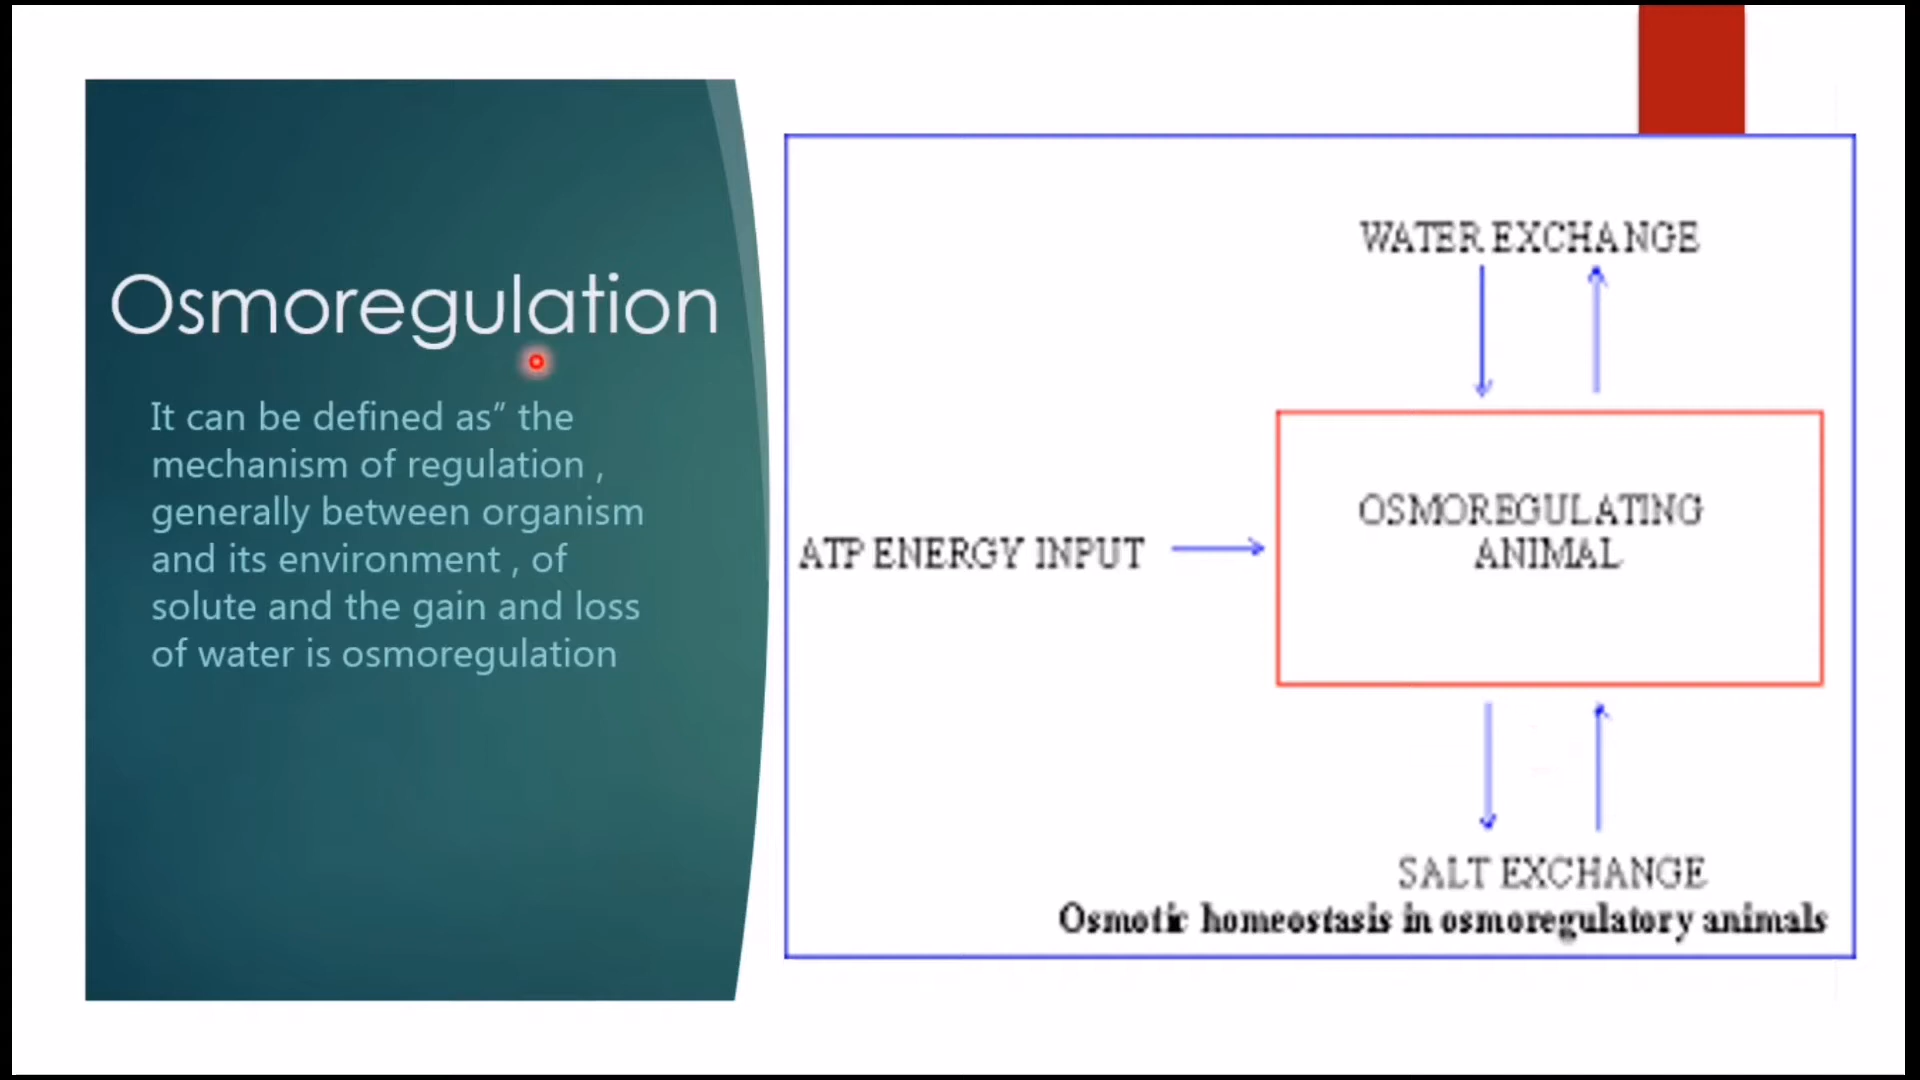 Osmoregulation
It can be defined as” the
mechanism of regulation ,
generally between organism
and its environment , of
solute and the gain and loss
of water is osmoregulation
WATER EXCHANGE
ATP ENERGY INPUT
OSMOREGULATING
ANIMAL
SALT EXCHANGE
Osmotic homeostasis in osmoregulatory animals